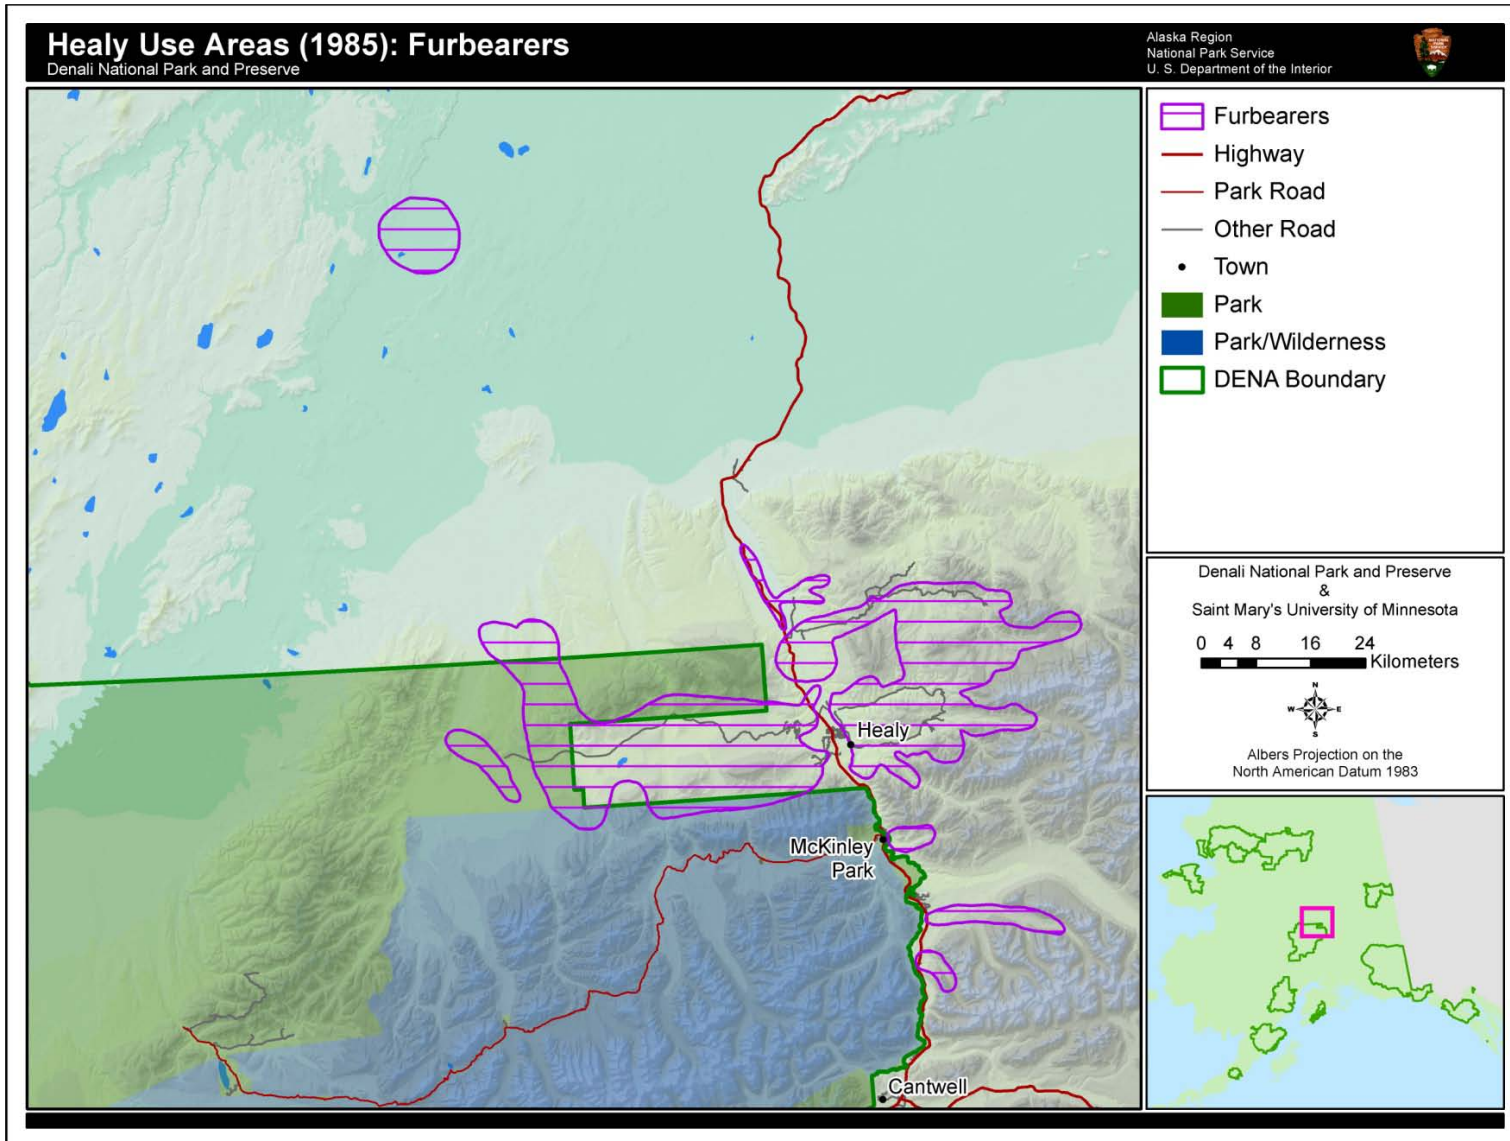 Healy Use Areas (1985): Furbearers
Denali National Park and Preserve
Alaska Region
National Park Service
U. S. Department of the Interior
Furbearers
Highway
Park Road
Other Road
Town
Park
Park/Wilderness
DENA Boundary
Healy
McKinley
Park
Cantwell
Denali National Park and Preserve
&
Saint Mary's University of Minnesota
0 4 8 16 24
Kilometers
N
W E
S
Albers Projection on the
North American Datum 1983